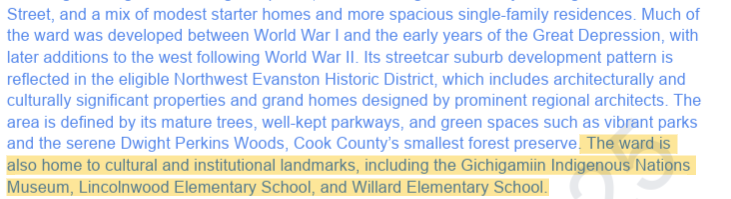 Street, and a mix of modest starter homes and more spacious single-family residences. Much of
the ward was developed between World War I and the early years of the Great Depression, with
later additions to the west following World War II. Its streetcar suburb development pattern is
reflected in the eligible Northwest Evanston Historic District, which includes architecturally and
culturally significant properties and grand homes designed by prominent regional architects. The
area is defined by its mature trees, well-kept parkways, and green spaces such as vibrant parks
and the serene Dwight Perkins Woods, Cook County’s smallest forest preserve. The ward is
also home to cultural and institutional landmarks, including the Gichigamiin Indigenous Nations
Museum, Lincolnwood Elementary School, and Willard Elementary School.